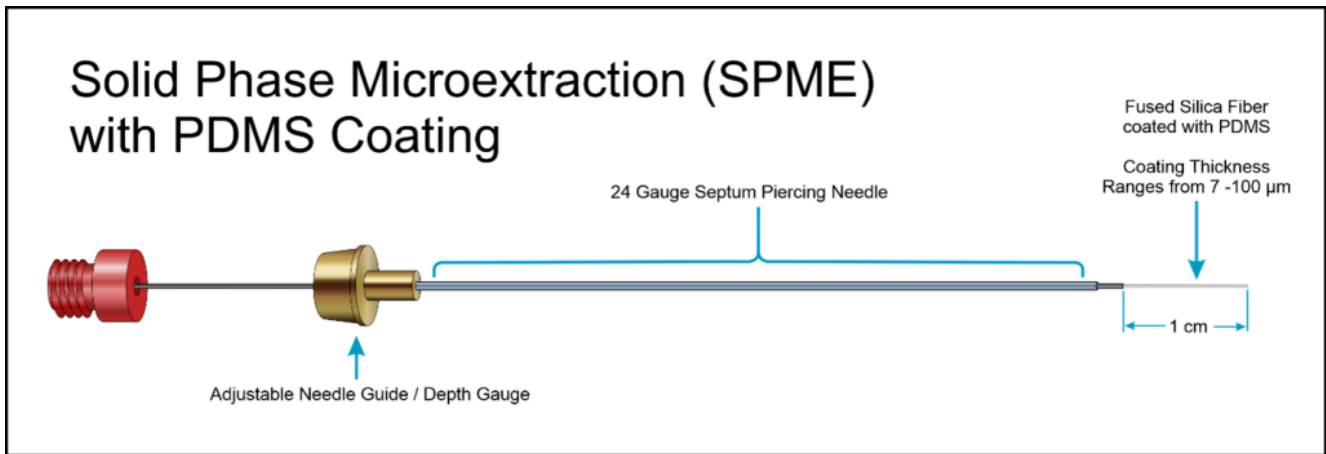 Solid Phase Microextraction (SPME)
with PDMS Coating
Fused Silica Fiber
coated with PDMS
Coating Thickness
Ranges from 7 -100 µm
24 Gauge Septum Piercing Needle
1 cm
Adjustable Needle Guide / Depth Gauge